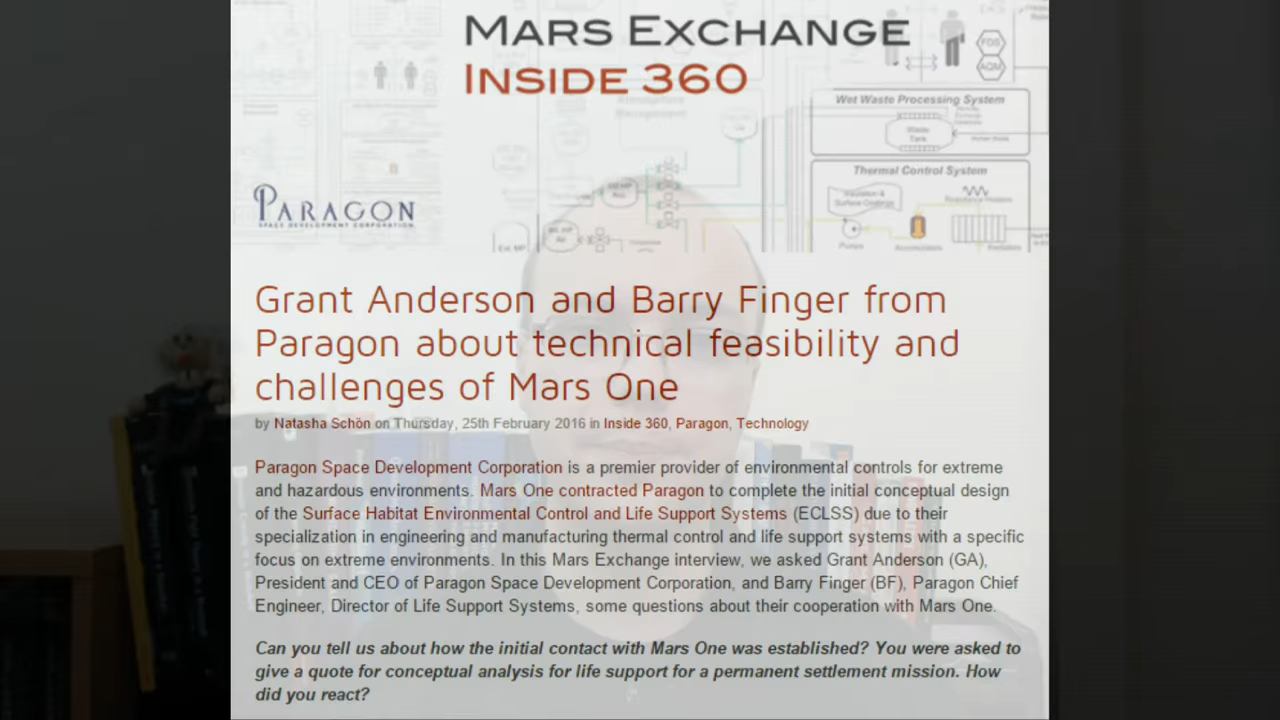 MARS EXCHANGE
INSIDE 360
FDS
AQM
Wet Waste Processing System
Waste
Tank
Thermal Control System
Insulation &
Surface Coatings
Pumps
PARAGON
SPACE DEVELOPMENT CORPORATION
Grant Anderson and Barry Finger from
Paragon about technical feasibility and
challenges of Mars One
by Natasha Schön on Thursday, 25th February 2016 in Inside 360, Paragon, Technology
Paragon Space Development Corporation is a premier provider of environmental controls for extreme
and hazardous environments. Mars One contracted Paragon to complete the initial conceptual design
of the Surface Habitat Environmental Control and Life Support Systems (ECLSS) due to their
specialization in engineering and manufacturing thermal control and life support systems with a specific
focus on extreme environments. In this Mars Exchange interview, we asked Grant Anderson (GA),
President and CEO of Paragon Space Development Corporation, and Barry Finger (BF), Paragon Chief
Engineer, Director of Life Support Systems, some questions about their cooperation with Mars One.
Can you tell us about how the initial contact with Mars One was established? You were asked to
give a quote for conceptual analysis for life support for a permanent settlement mission. How
did you react?